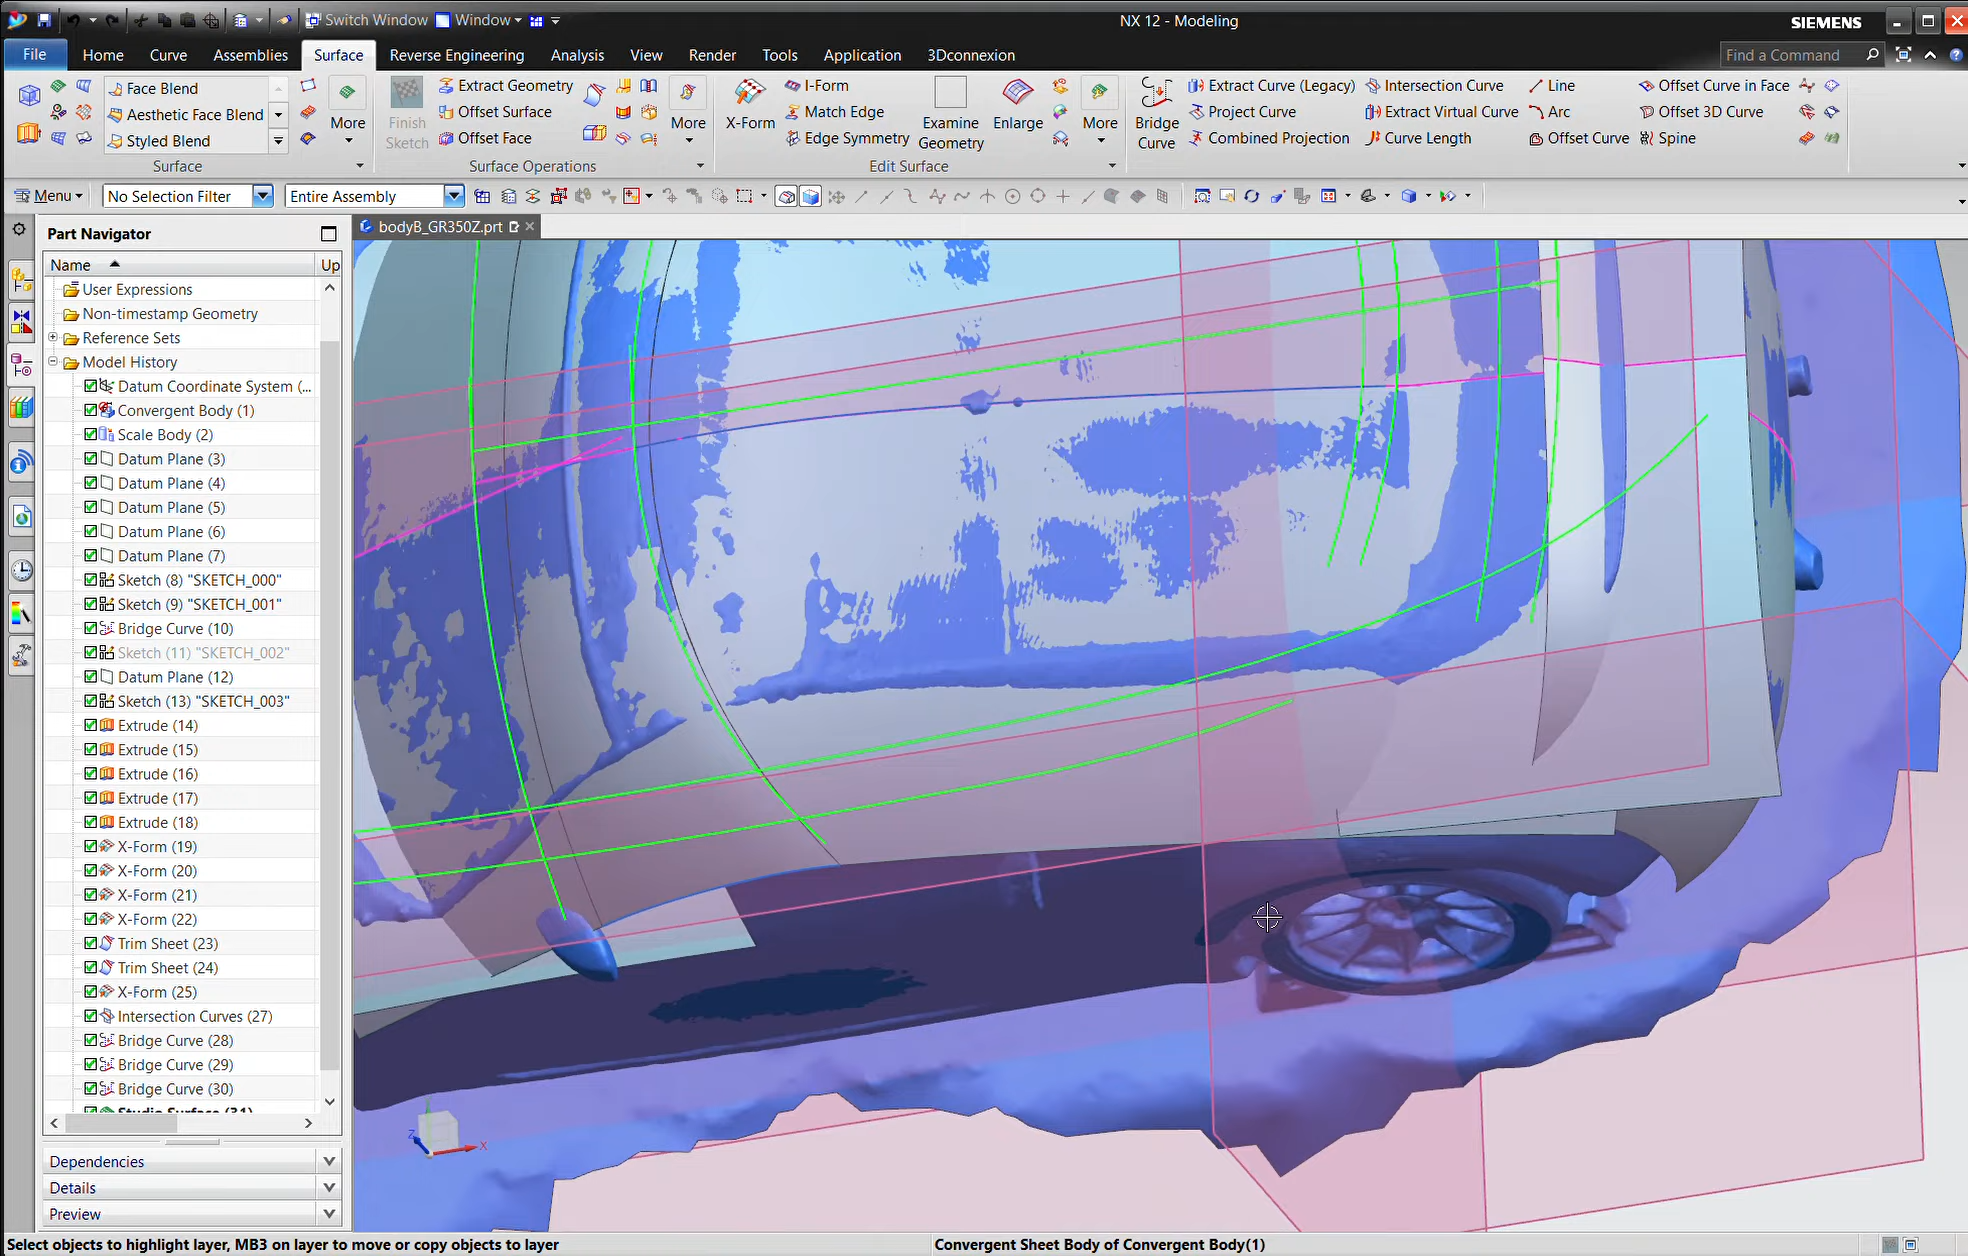 Switch Window Window NX 12 - Modeling SIEMENS
File Home Curve Assemblies Surface Reverse Engineering Analysis View Render Tools Application 3Dconnexion Find a Command
Face Blend
Aesthetic Face Blend
Styled Blend
More
Surface
Finish Sketch
Extract Geometry
Offset Surface
Offset Face
More
Surface Operations
X-Form
I-Form
Match Edge
Edge Symmetry
Examine Geometry
Enlarge
More
Edit Surface
Bridge Curve
Extract Curve (Legacy)
Project Curve
Combined Projection
Intersection Curve
Extract Virtual Curve
Curve Length
Line
Arc
Offset Curve
Offset Curve in Face
Offset 3D Curve
Spine
Menu No Selection Filter Entire Assembly
Part Navigator
bodyB_GR350Z.prt
Name Up
User Expressions
Non-timestamp Geometry
Reference Sets
Model History
Datum Coordinate System (...
Convergent Body (1)
Scale Body (2)
Datum Plane (3)
Datum Plane (4)
Datum Plane (5)
Datum Plane (6)
Datum Plane (7)
Sketch (8) "SKETCH_000"
Sketch (9) "SKETCH_001"
Bridge Curve (10)
Sketch (11) "SKETCH_002"
Datum Plane (12)
Sketch (13) "SKETCH_003"
Extrude (14)
Extrude (15)
Extrude (16)
Extrude (17)
Extrude (18)
X-Form (19)
X-Form (20)
X-Form (21)
X-Form (22)
Trim Sheet (23)
Trim Sheet (24)
X-Form (25)
Intersection Curves (27)
Bridge Curve (28)
Bridge Curve (29)
Bridge Curve (30)
Studio Surface (31)
Z X
Dependencies
Details
Preview
Select objects to highlight layer, MB3 on layer to move or copy objects to layer
Convergent Sheet Body of Convergent Body(1)